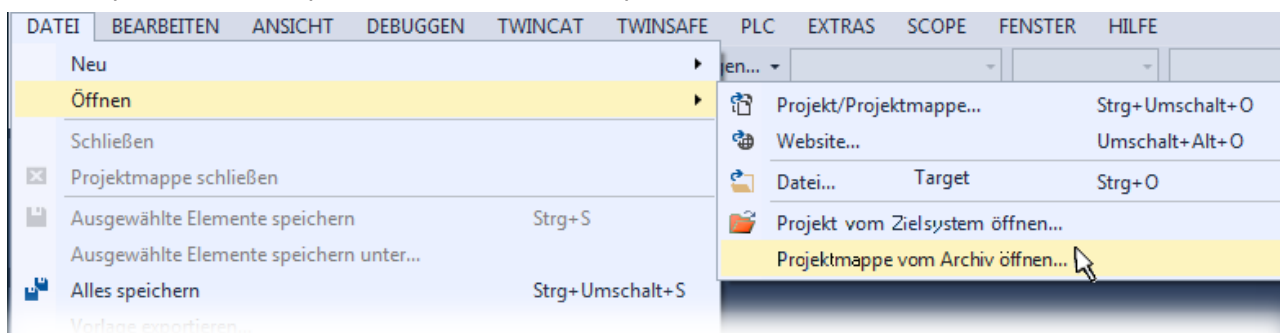 DATEI BEARBEITEN ANSICHT DEBUGGEN TWINCAT TWINSAFE PLC EXTRAS SCOPE FENSTER HILFE
Neu
Öffnen
Schließen
Projektmappe schließen
Ausgewählte Elemente speichern Strg+S
Ausgewählte Elemente speichern unter...
Alles speichern Strg+Umschalt+S
Vorlage exportieren...
Projekt/Projektmappe... Strg+Umschalt+O
Website... Umschalt+Alt+O
Datei... Target Strg+O
Projekt vom Zielsystem öffnen...
Projektmappe vom Archiv öffnen...